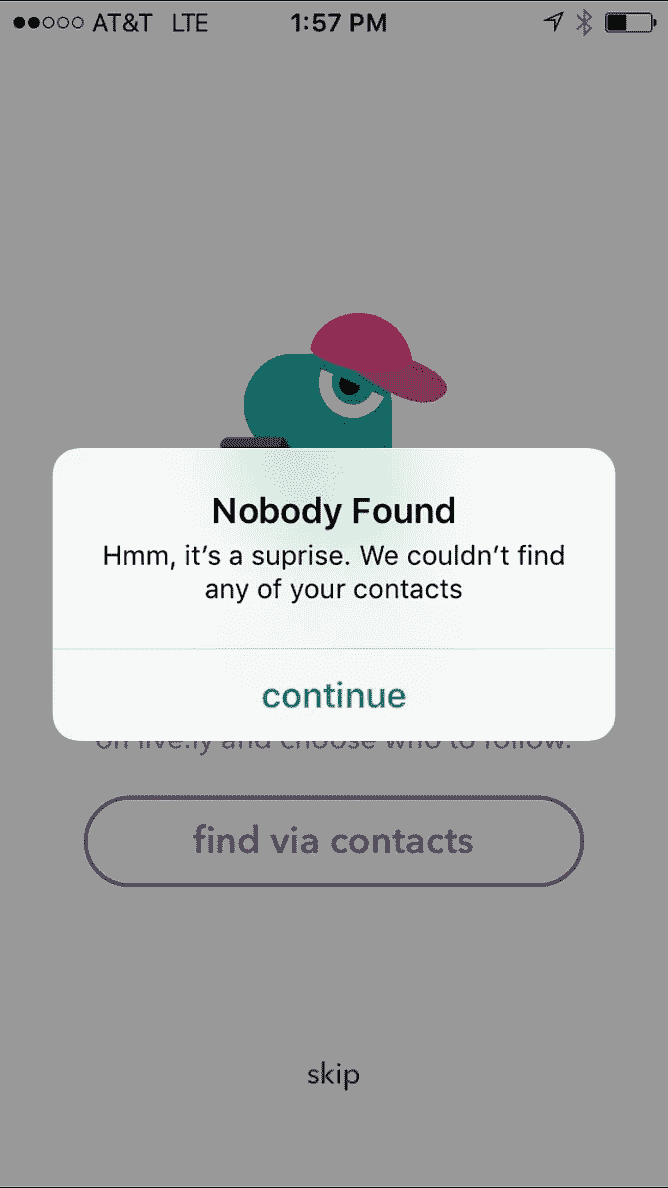 AT&T LTE 1:57 PM
Nobody Found
Hmm, it's a suprise. We couldn't find
any of your contacts
continue
on live.ly and choose who to follow.
find via contacts
skip